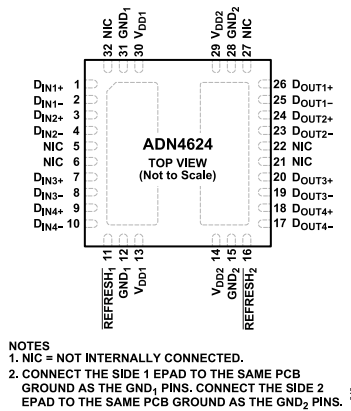 32 NIC
31 GND1
30 VDD1
29 VDD2
28 GND2
27 NIC
DIN1+ 1
DIN1− 2
DIN2+ 3
DIN2− 4
NIC 5
NIC 6
DIN3+ 7
DIN3− 8
DIN4+ 9
DIN4− 10
ADN4624
TOP VIEW
(Not to Scale)
26 DOUT1+
25 DOUT1−
24 DOUT2+
23 DOUT2−
22 NIC
21 NIC
20 DOUT3+
19 DOUT3−
18 DOUT4+
17 DOUT4−
REFRESH1 11
GND1 12
VDD1 13
VDD2 14
GND2 15
REFRESH2 16
NOTES
1. NIC = NOT INTERNALLY CONNECTED.
2. CONNECT THE SIDE 1 EPAD TO THE SAME PCB
GROUND AS THE GND1 PINS. CONNECT THE SIDE 2
EPAD TO THE SAME PCB GROUND AS THE GND2 PINS.